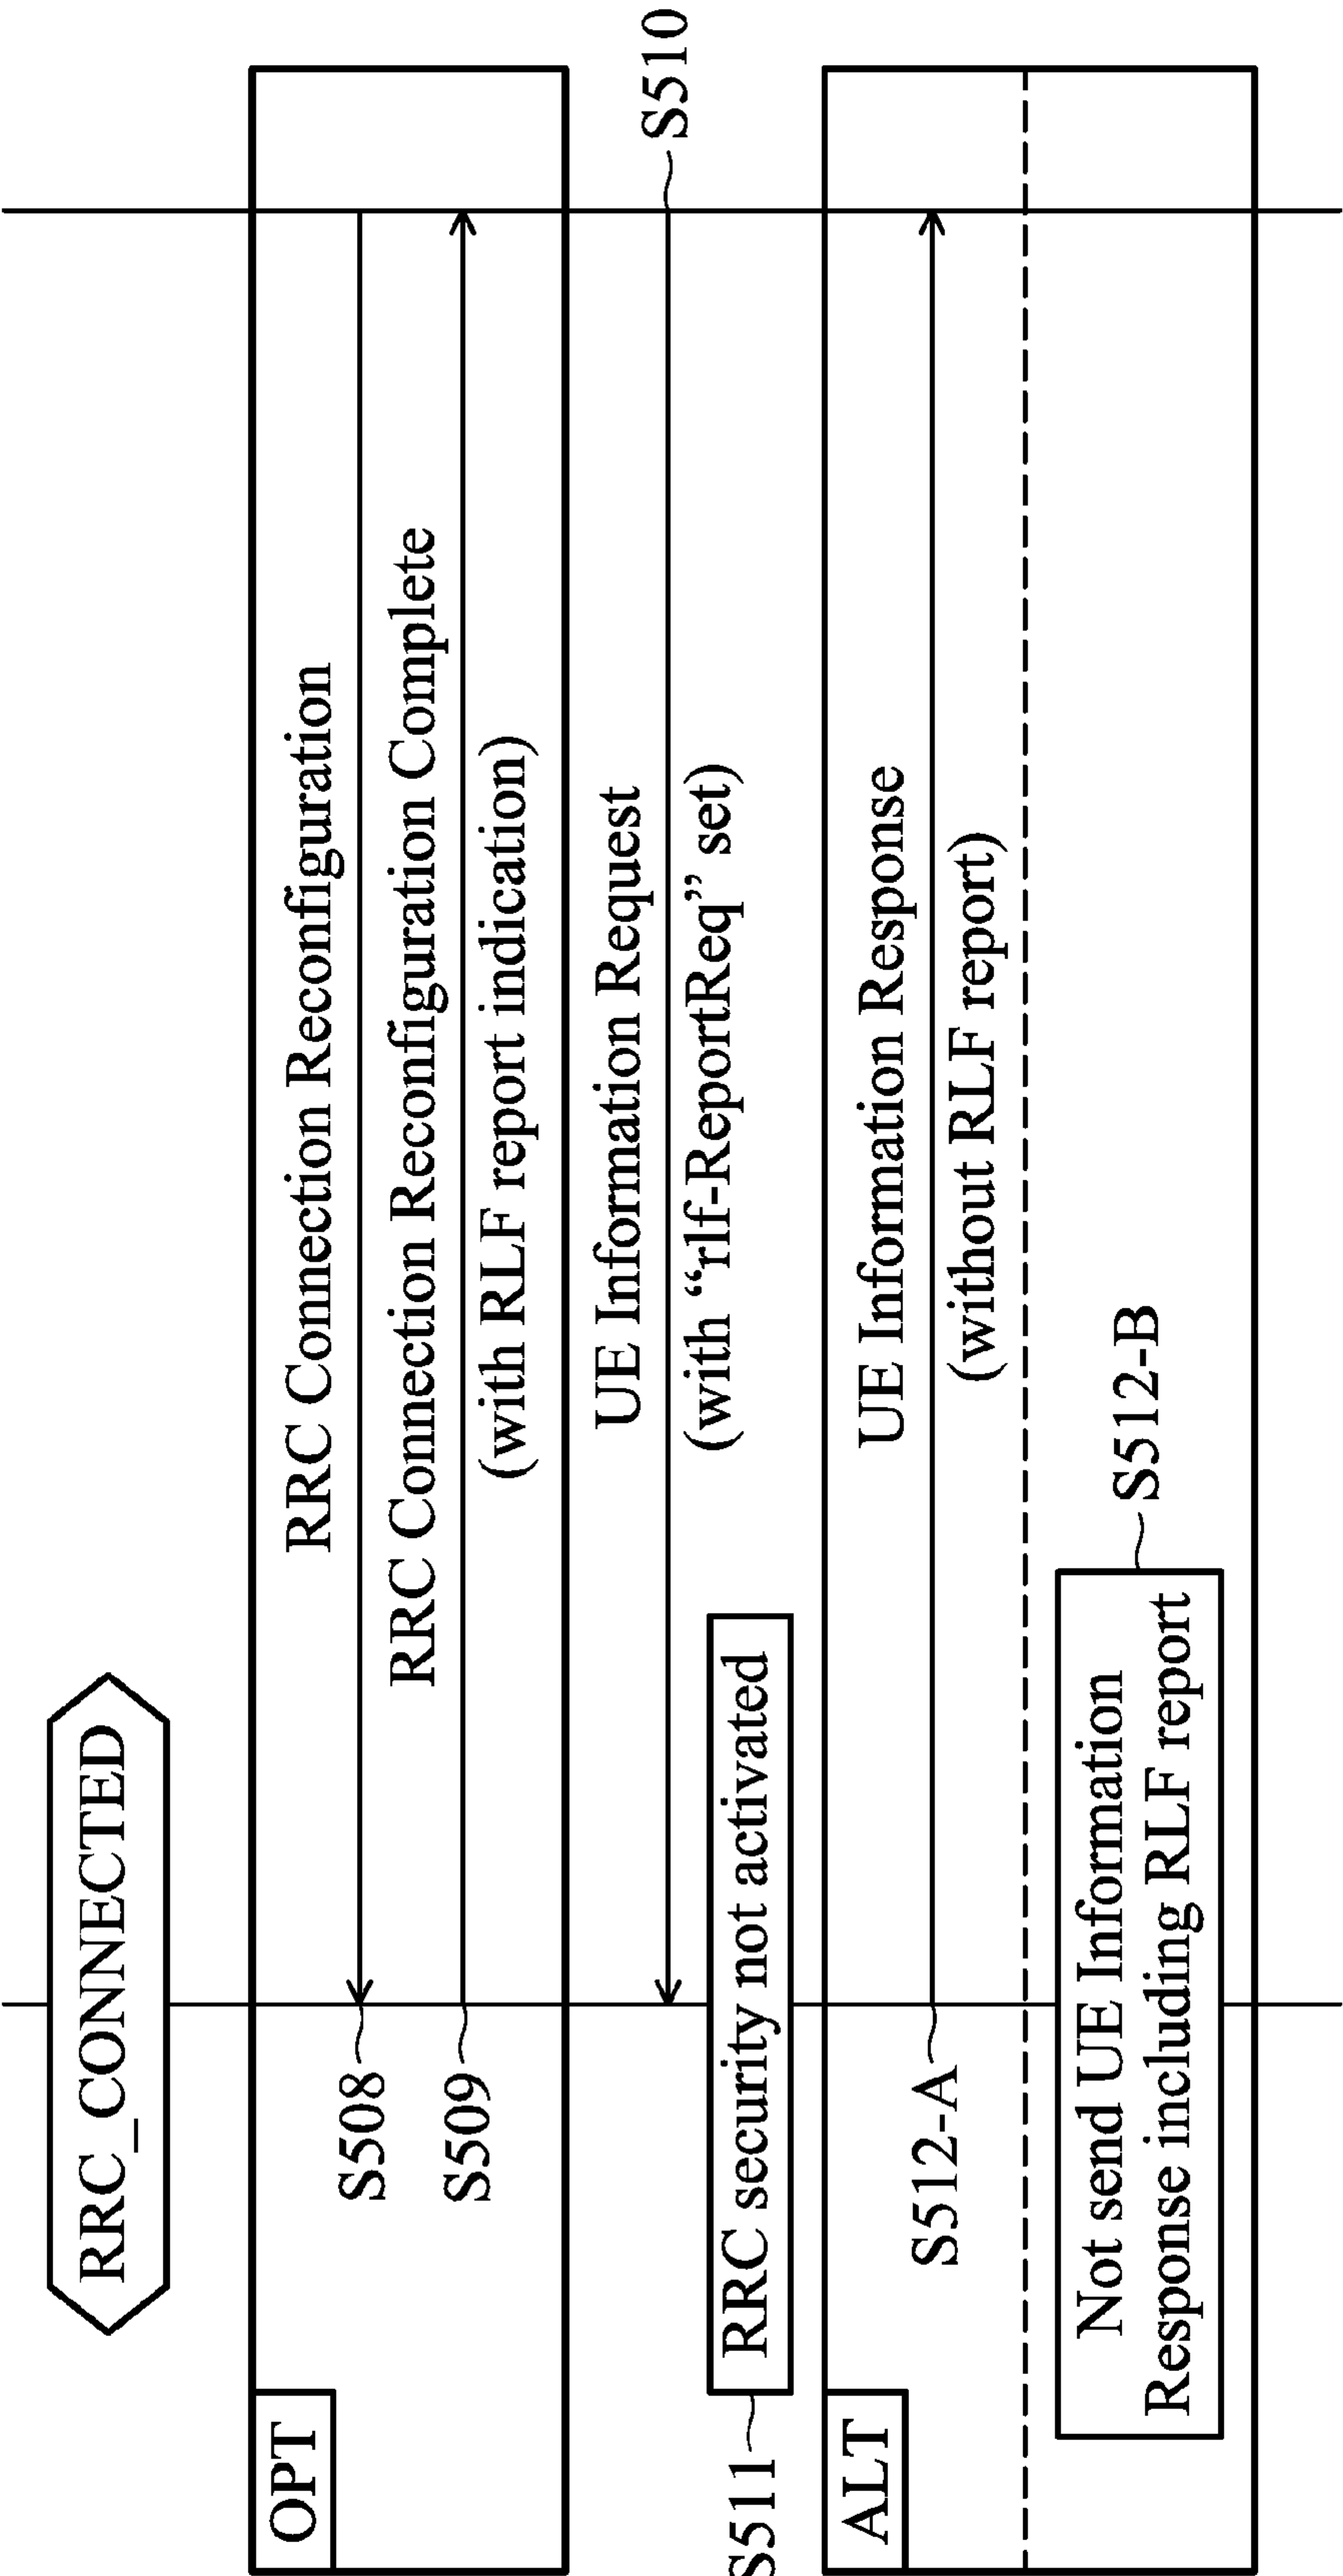 RRC_CONNECTED
OPT
RRC Connection Reconfiguration
S508
RRC Connection Reconfiguration Complete
S509
(with RLF report indication)
UE Information Request
S510
(with “rlf-ReportReq” set)
S511
RRC security not activated
ALT
UE Information Response
S512-A
(without RLF report)
Not send UE Information
Response including RLF report
S512-B